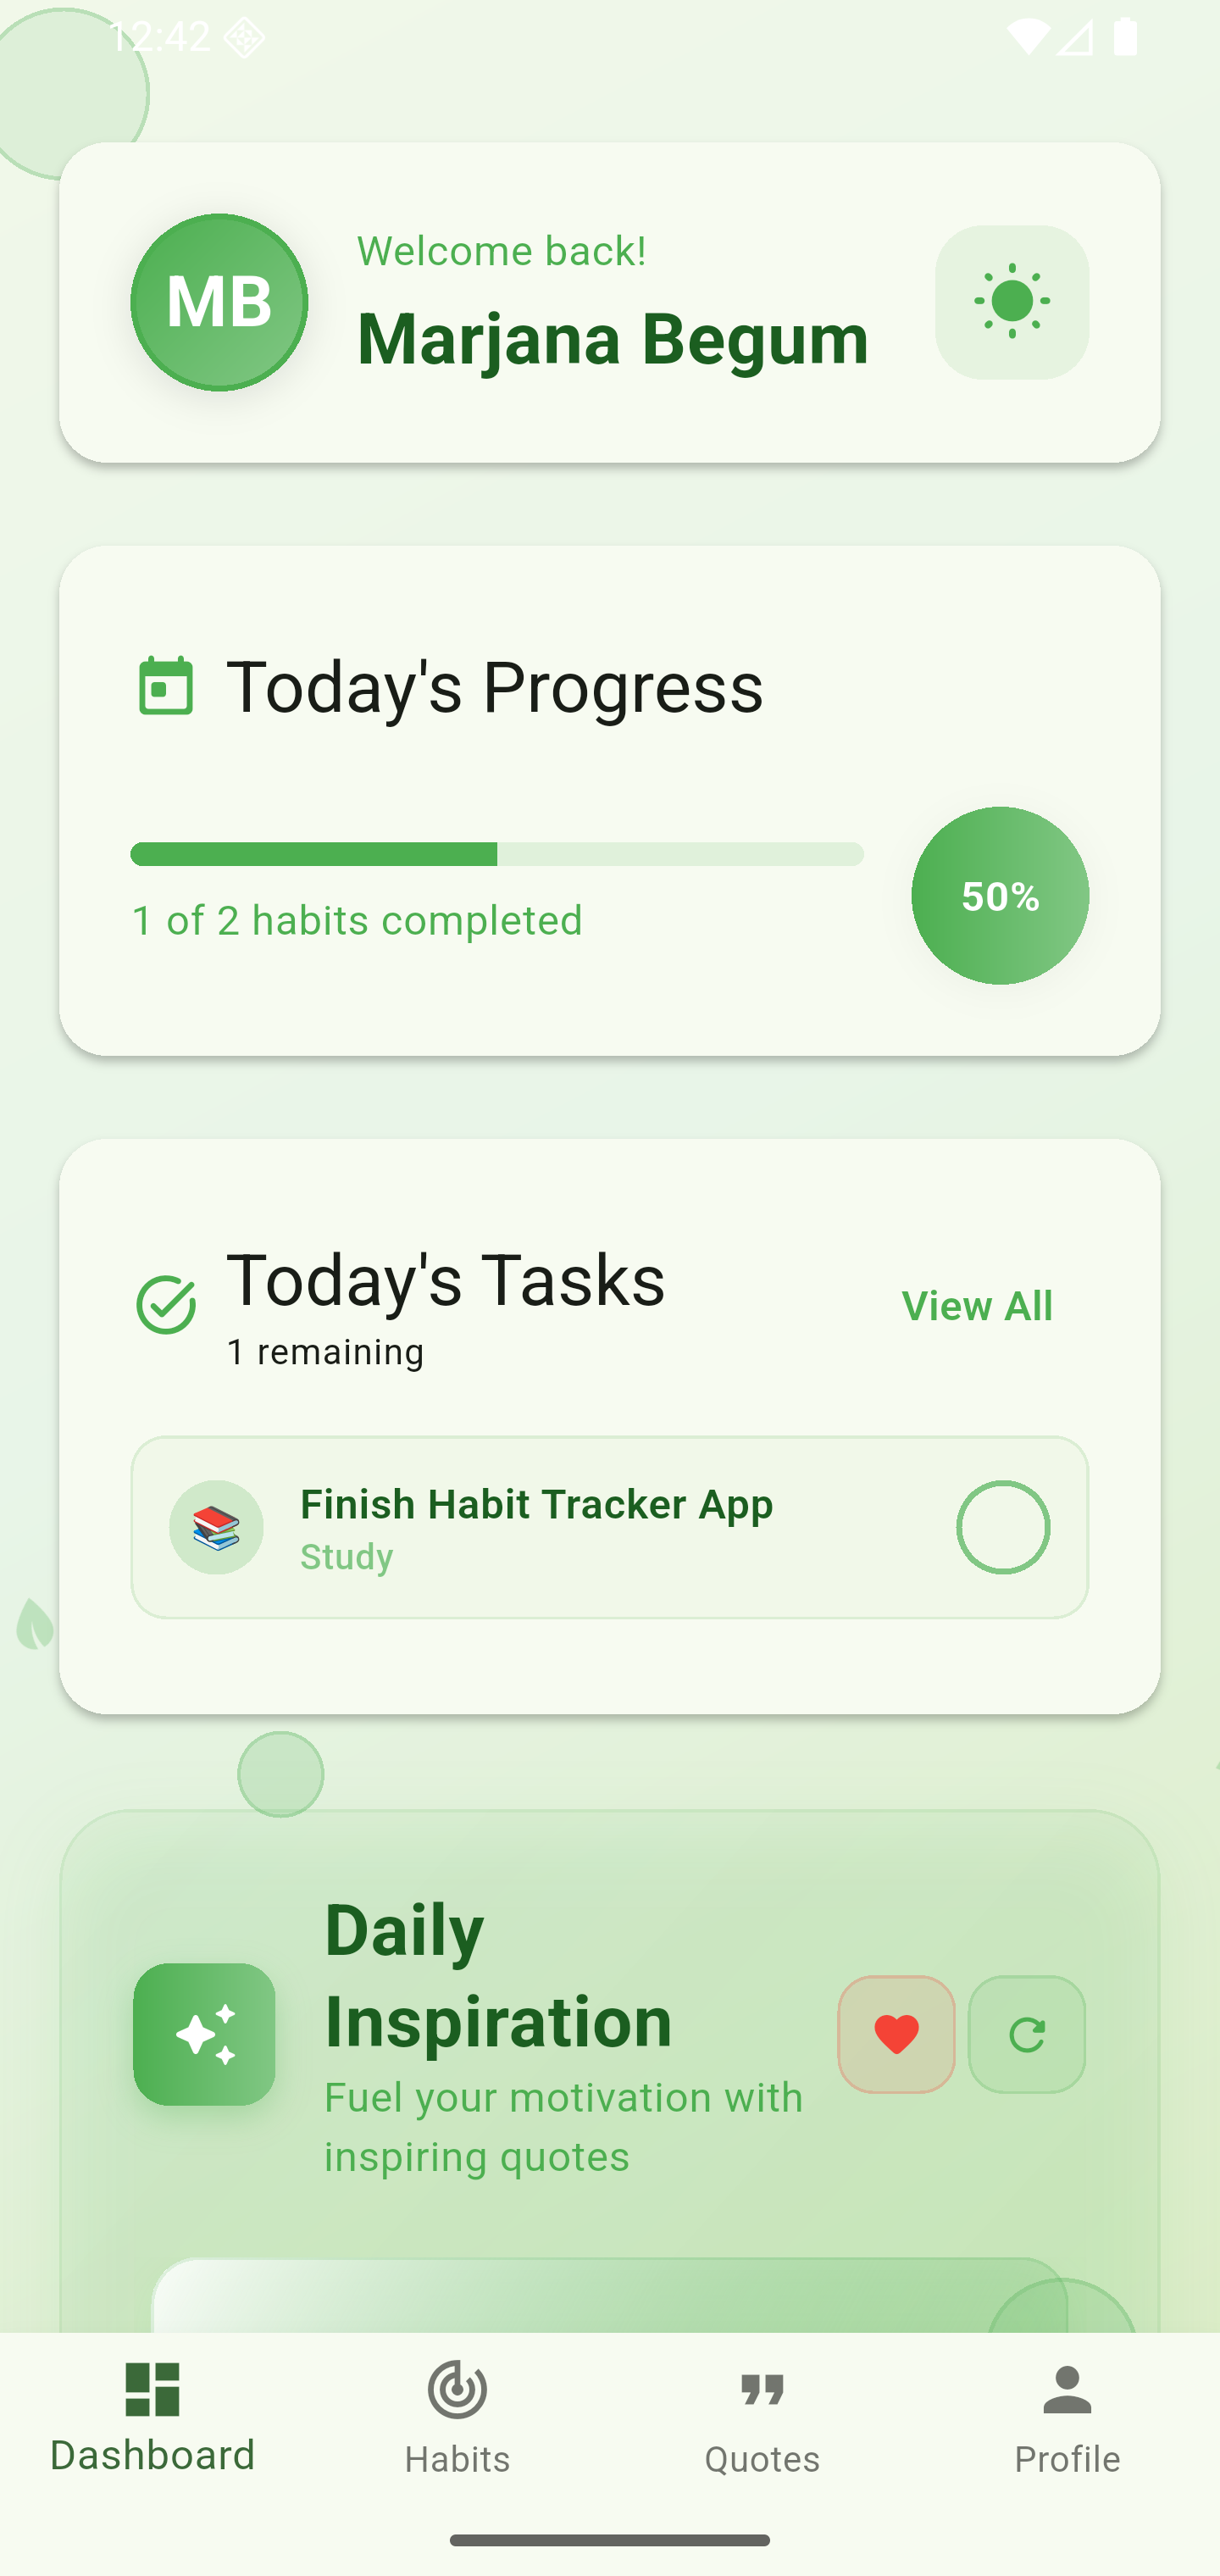 12:42
MB
Welcome back!
Marjana Begum
Today's Progress
1 of 2 habits completed
50%
Today's Tasks
1 remaining
View All
Finish Habit Tracker App
Study
Daily
Inspiration
Fuel your motivation with
inspiring quotes
Dashboard
Habits
Quotes
Profile